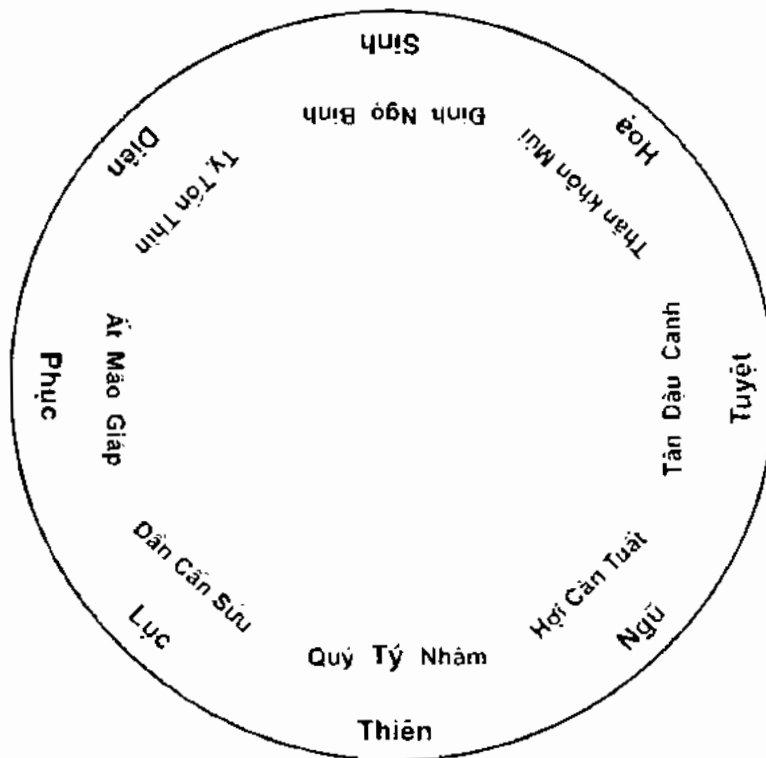 Sinh
Đinh Ngọ Bính
Hoạ
Thân khôn Mùi
Tuyệt
Tân Dậu Canh
Ngũ
Hợi Càn Tuất
Thiên
Quý Tý Nhâm
Lục
Dần Cấn Sửu
Phục
Ất Mão Giáp
Diên
Tỵ Tốn Thìn